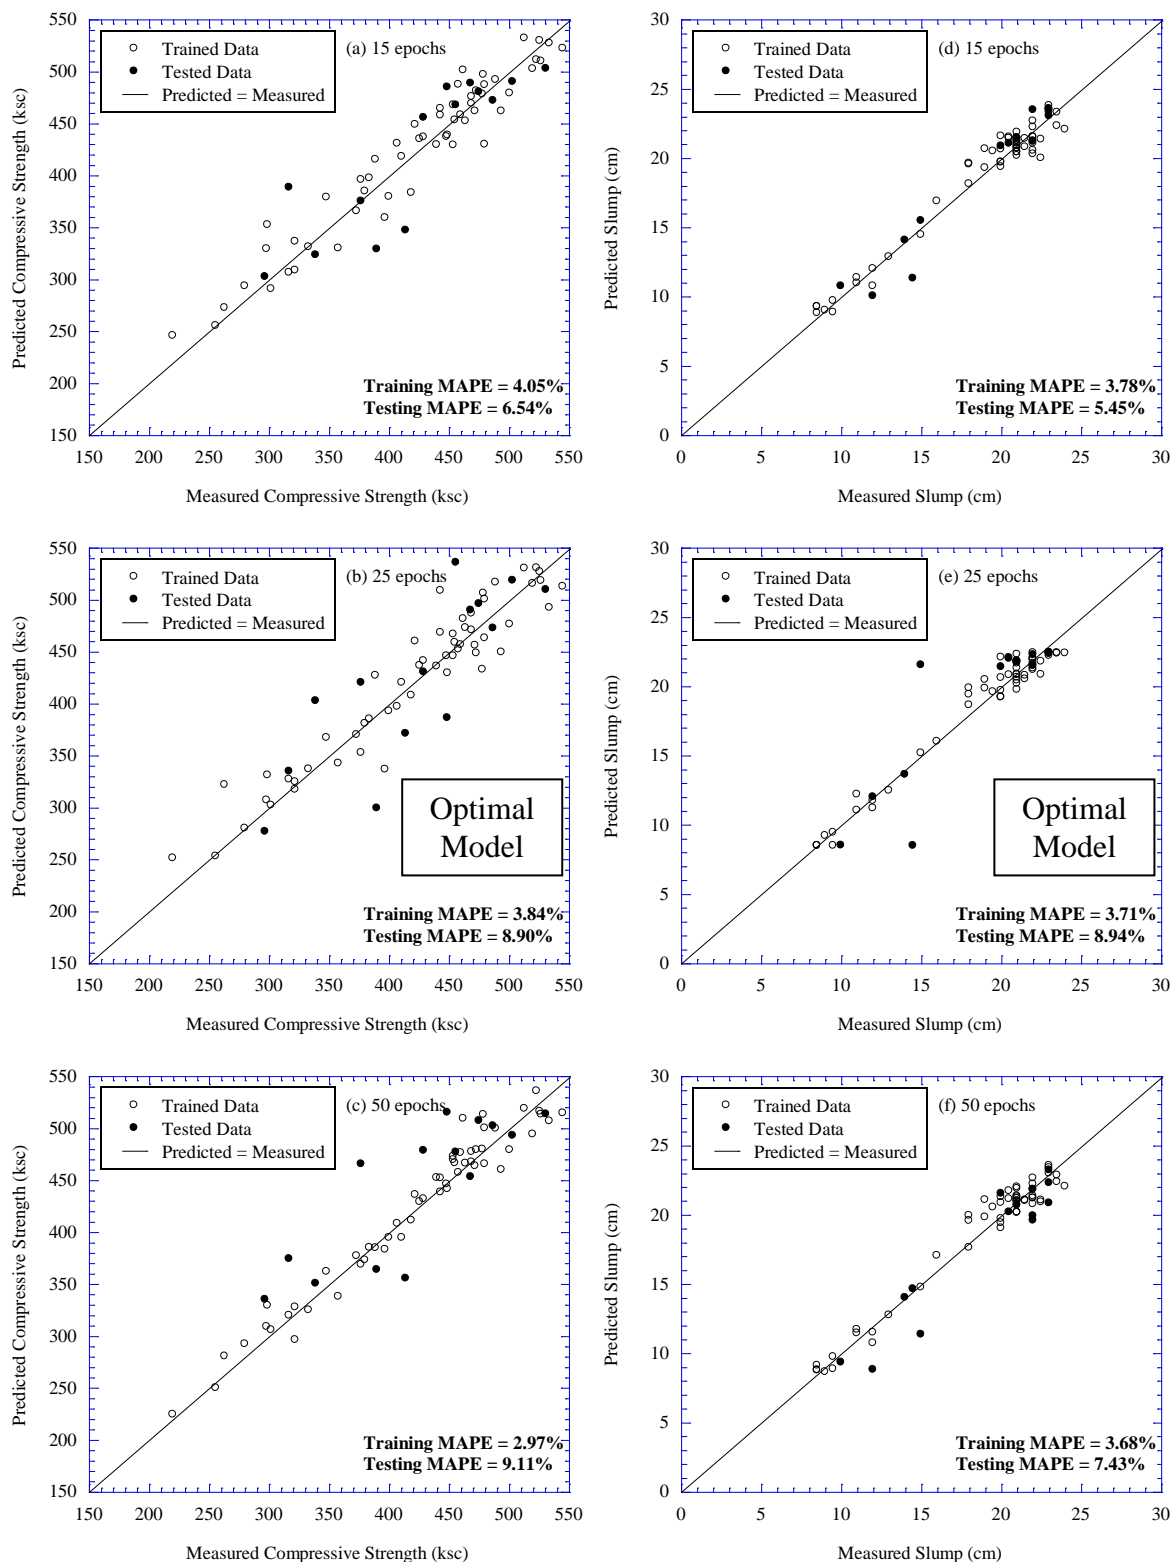 550
500
450
400
350
300
250
200
150
Predicted Compressive Strength (ksc)
Trained Data
Tested Data
Predicted = Measured
(a) 15 epochs
Training MAPE = 4.05%
Testing MAPE = 6.54%
150 200 250 300 350 400 450 500 550
Measured Compressive Strength (ksc)
30
25
20
15
10
5
0
Predicted Slump (cm)
Trained Data
Tested Data
Predicted = Measured
(d) 15 epochs
Training MAPE = 3.78%
Testing MAPE = 5.45%
0 5 10 15 20 25 30
Measured Slump (cm)
550
500
450
400
350
300
250
200
150
Predicted Compressive Strength (ksc)
Trained Data
Tested Data
Predicted = Measured
(b) 25 epochs
Optimal
Model
Training MAPE = 3.84%
Testing MAPE = 8.90%
150 200 250 300 350 400 450 500 550
Measured Compressive Strength (ksc)
30
25
20
15
10
5
0
Predicted Slump (cm)
Trained Data
Tested Data
Predicted = Measured
(e) 25 epochs
Optimal
Model
Training MAPE = 3.71%
Testing MAPE = 8.94%
0 5 10 15 20 25 30
Measured Slump (cm)
550
500
450
400
350
300
250
200
150
Predicted Compressive Strength (ksc)
Trained Data
Tested Data
Predicted = Measured
(c) 50 epochs
Training MAPE = 2.97%
Testing MAPE = 9.11%
150 200 250 300 350 400 450 500 550
Measured Compressive Strength (ksc)
30
25
20
15
10
5
0
Predicted Slump (cm)
Trained Data
Tested Data
Predicted = Measured
(f) 50 epochs
Training MAPE = 3.68%
Testing MAPE = 7.43%
0 5 10 15 20 25 30
Measured Slump (cm)